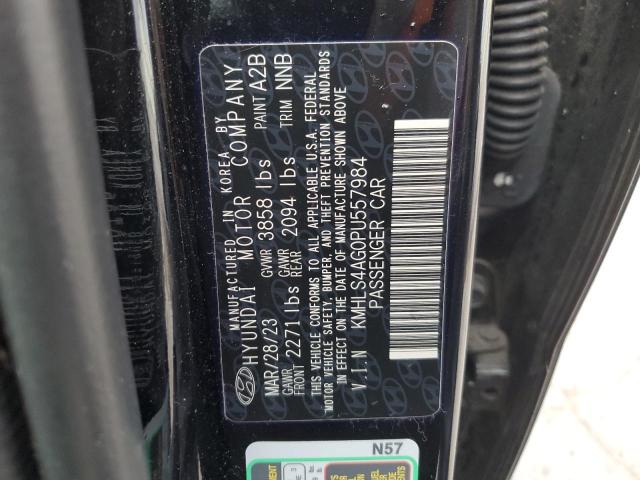 MANUFACTURED IN KOREA BY
HYUNDAI MOTOR COMPANY
MAR/28/23 GVWR 3858 lbs PAINT A2B
GAWR FRONT 2271 lbs GAWR REAR 2094 lbs TRIM NNB
THIS VEHICLE CONFORMS TO ALL APPLICABLE U.S.A. FEDERAL
MOTOR VEHICLE SAFETY, BUMPER, AND THEFT PREVENTION STANDARDS
IN EFFECT ON THE DATE OF MANUFACTURE SHOWN ABOVE
V.I.N KMHLS4AG0PU557984
PASSENGER CAR
N57